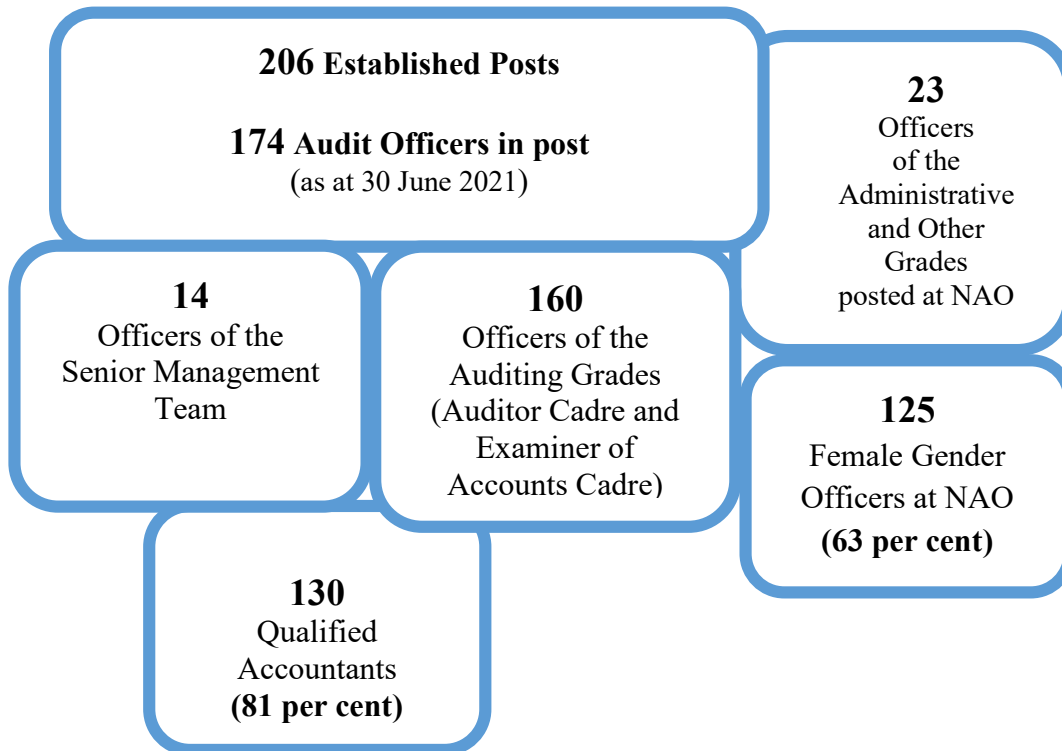 206 Established Posts
174 Audit Officers in post
(as at 30 June 2021)
23
Officers
of the
Administrative
and Other
Grades
posted at NAO
14
Officers of the
Senior Management
Team
160
Officers of the
Auditing Grades
(Auditor Cadre and
Examiner of
Accounts Cadre)
125
Female Gender
Officers at NAO
(63 per cent)
130
Qualified
Accountants
(81 per cent)